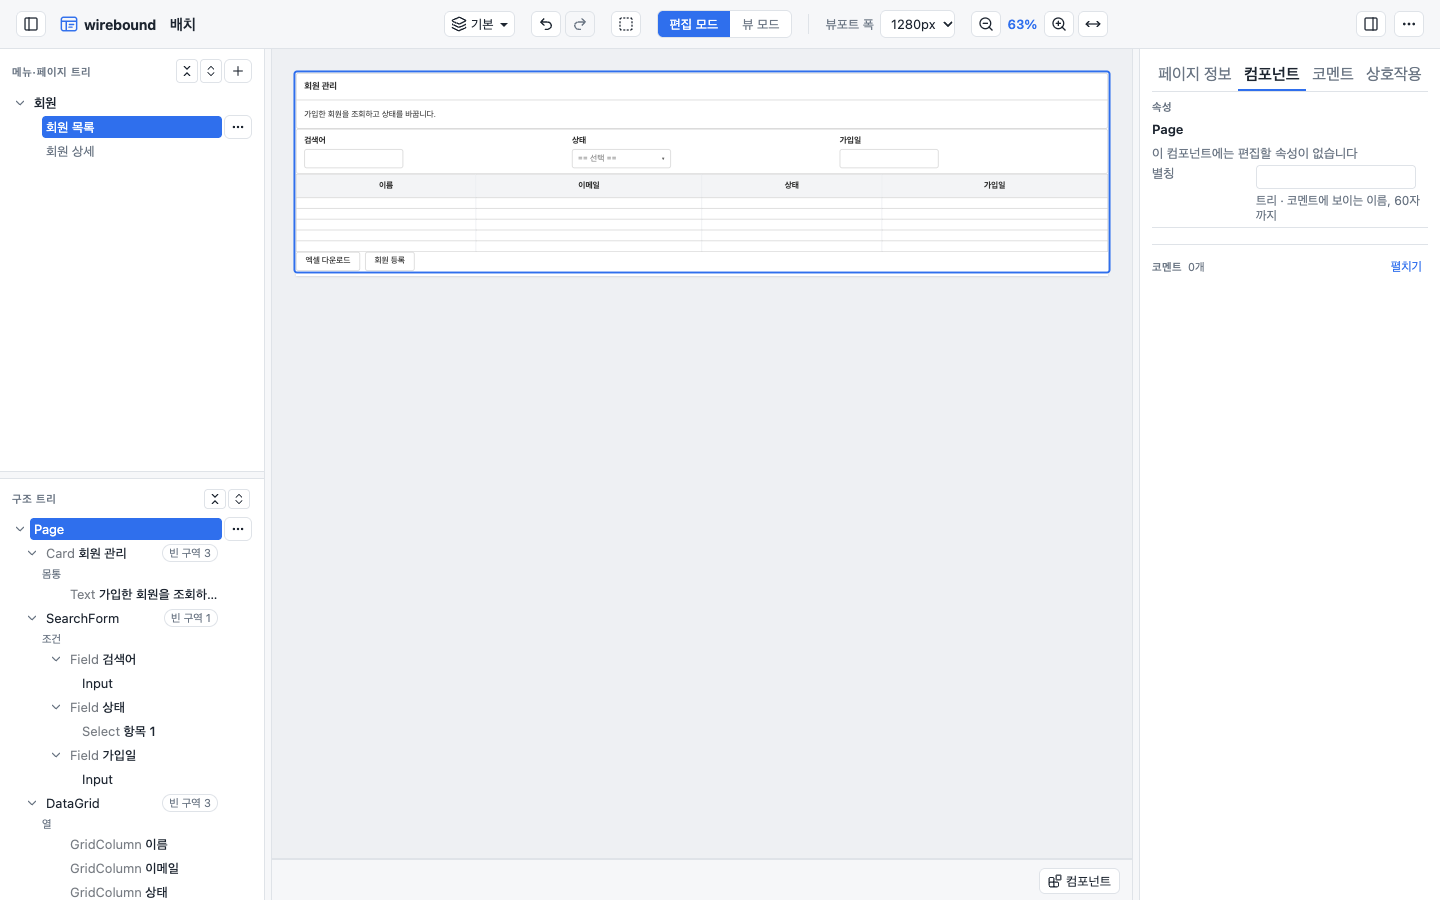 wirebound 배치
기본
편집 모드 뷰 모드
뷰포트 폭 1280px
63%
메뉴·페이지 트리
회원
회원 목록
회원 상세
구조 트리
Page
Card 회원 관리 빈 구역 3
몸통
Text 가입한 회원을 조회하...
SearchForm 빈 구역 1
조건
Field 검색어
Input
Field 상태
Select 항목 1
Field 가입일
Input
DataGrid 빈 구역 3
열
GridColumn 이름
GridColumn 이메일
GridColumn 상태
회원 관리
가입한 회원을 조회하고 상태를 바꿉니다.
검색어 상태 가입일
== 선택 ==
이름 이메일 상태 가입일
엑셀 다운로드 회원 등록
컴포넌트
페이지 정보 컴포넌트 코멘트 상호작용
속성
Page
이 컴포넌트에는 편집할 속성이 없습니다
별칭
트리 · 코멘트에 보이는 이름, 60자
까지
코멘트 0개 펼치기